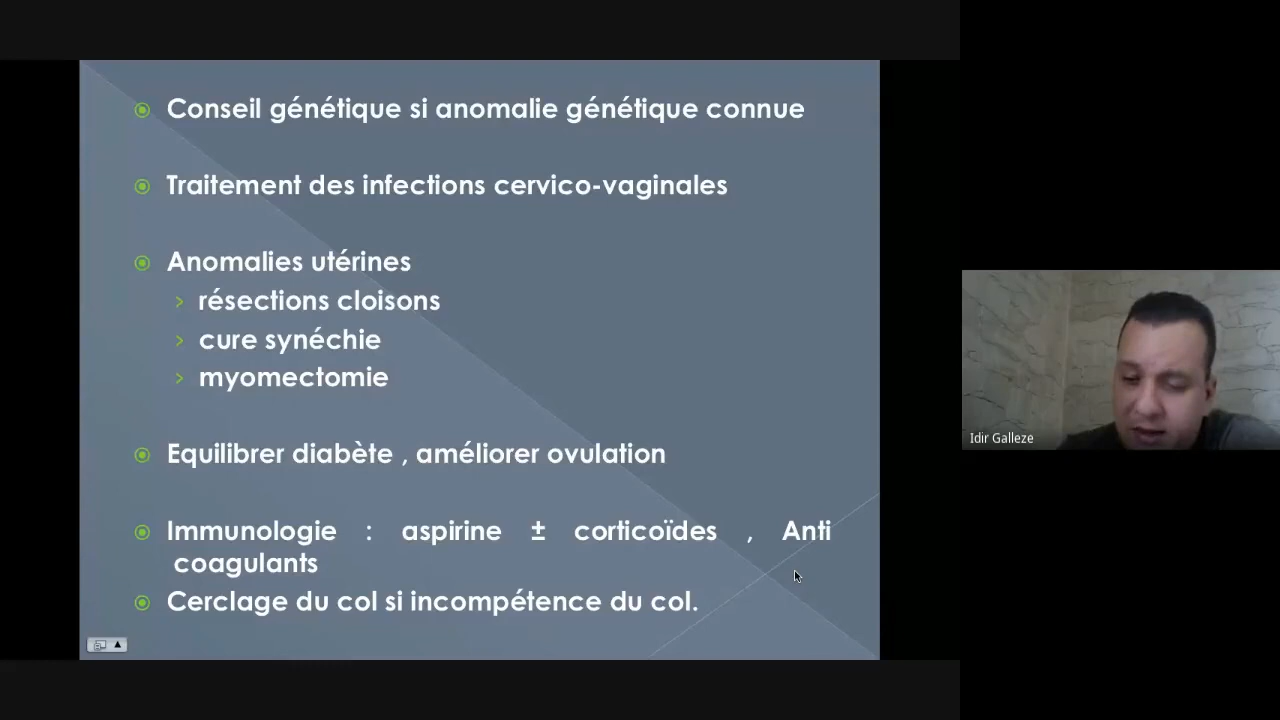 Conseil génétique si anomalie génétique connue
Traitement des infections cervico-vaginales
Anomalies utérines
résections cloisons
cure synéchie
myomectomie
Equilibrer diabète , améliorer ovulation
Immunologie : aspirine ± corticoïdes , Anti
coagulants
Cerclage du col si incompétence du col.
Idir Galleze